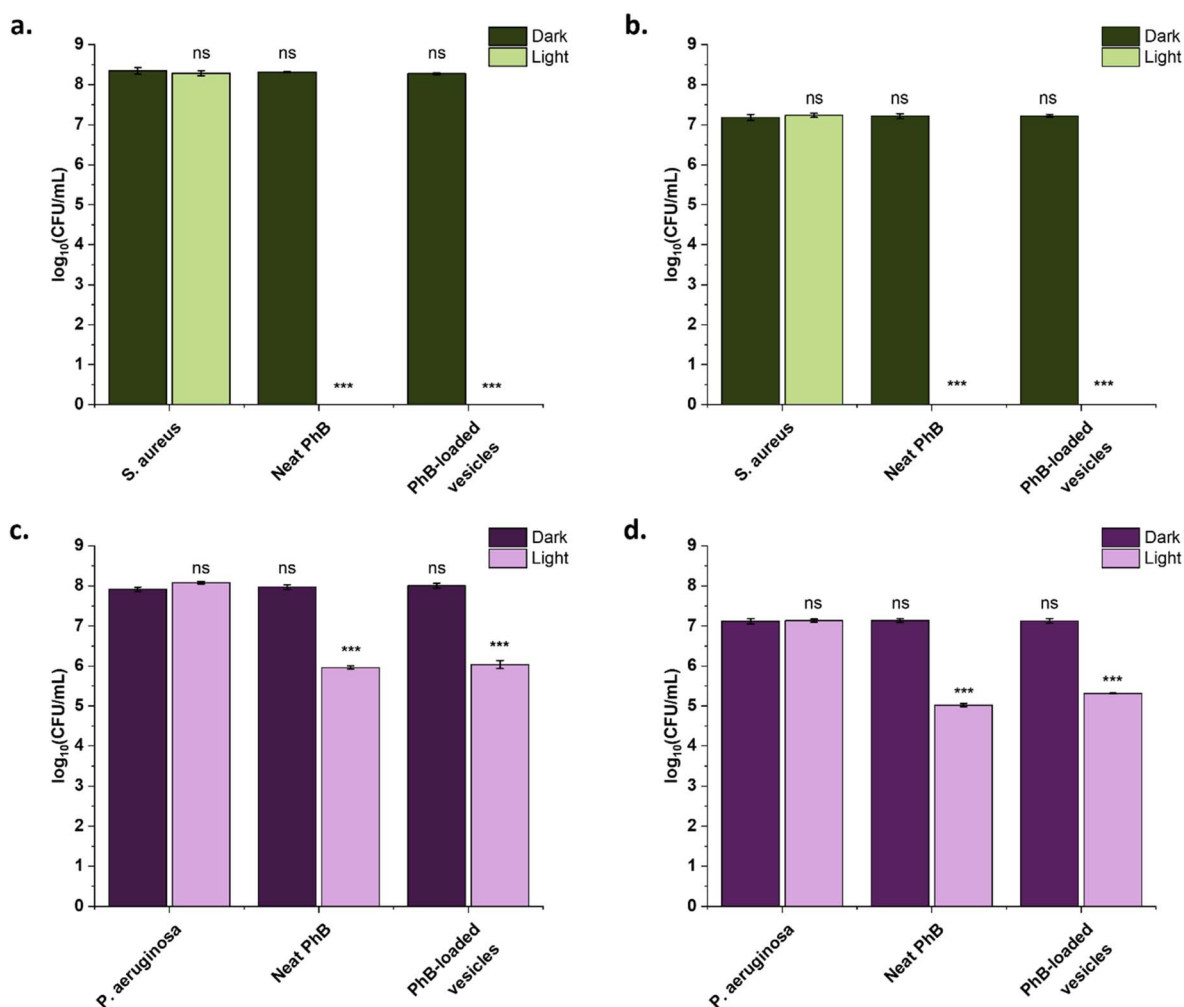 a.
Dark
Light
log₁₀(CFU/mL)
9
8
7
6
5
4
3
2
1
0
ns
ns
ns
***
***
S. aureus
Neat PhB
PhB-loaded
vesicles
b.
Dark
Light
log₁₀(CFU/mL)
9
8
7
6
5
4
3
2
1
0
ns
ns
ns
***
***
S. aureus
Neat PhB
PhB-loaded
vesicles
c.
Dark
Light
log₁₀(CFU/mL)
9
8
7
6
5
4
3
2
1
0
ns
ns
ns
***
***
P. aeruginosa
Neat PhB
PhB-loaded
vesicles
d.
Dark
Light
log₁₀(CFU/mL)
9
8
7
6
5
4
3
2
1
0
ns
ns
ns
***
***
P. aeruginosa
Neat PhB
PhB-loaded
vesicles